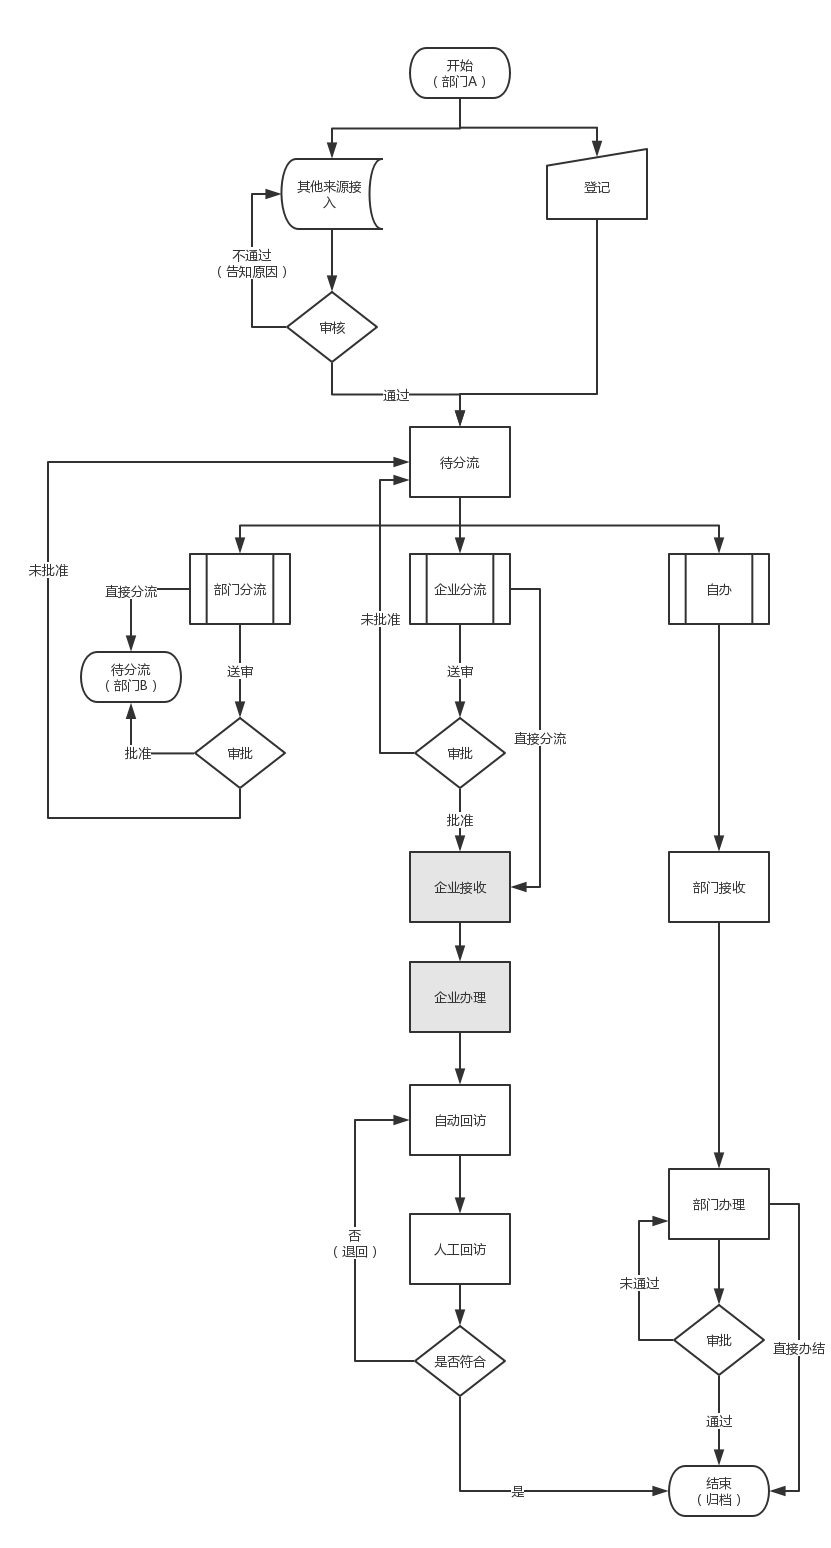 开始
（部门A）
其他来源接
入
登记
不通过
（告知原因）
审核
通过
待分流
未批准
直接分流
部门分流
企业分流
自办
未批准
待分流
（部门B）
送审
送审
批准
审批
审批
直接分流
批准
企业接收
部门接收
企业办理
自动回访
部门办理
否
（退回）
人工回访
未通过
审批
直接办结
是否符合
通过
是
结束
（归档）